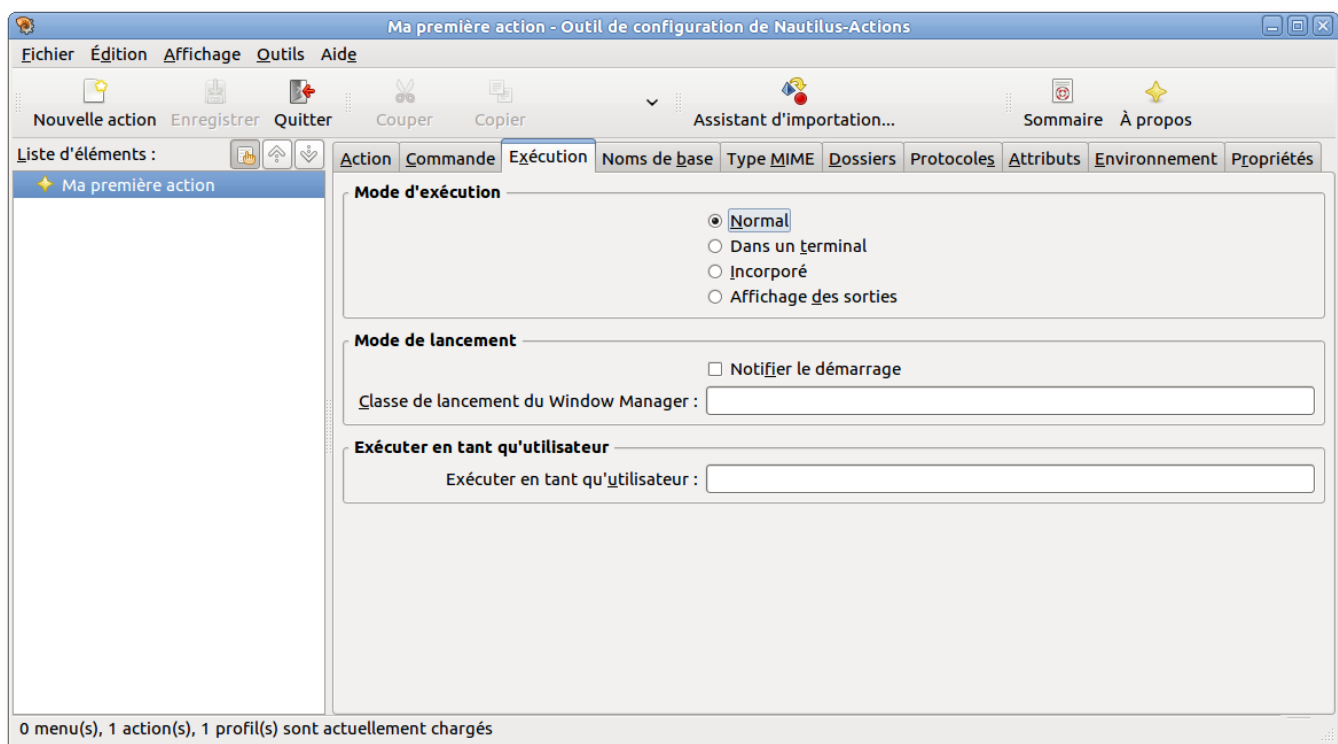 Ma première action - Outil de configuration de Nautilus-Actions
Fichier Édition Affichage Outils Aide
Nouvelle action Enregistrer Quitter Couper Copier Assistant d'importation... Sommaire À propos
Liste d'éléments :
Action Commande Exécution Noms de base Type MIME Dossiers Protocoles Attributs Environnement Propriétés
Ma première action
Mode d'exécution
Normal
Dans un terminal
Incorporé
Affichage des sorties
Mode de lancement
Notifier le démarrage
Classe de lancement du Window Manager :
Exécuter en tant qu'utilisateur
Exécuter en tant qu'utilisateur :
0 menu(s), 1 action(s), 1 profil(s) sont actuellement chargés